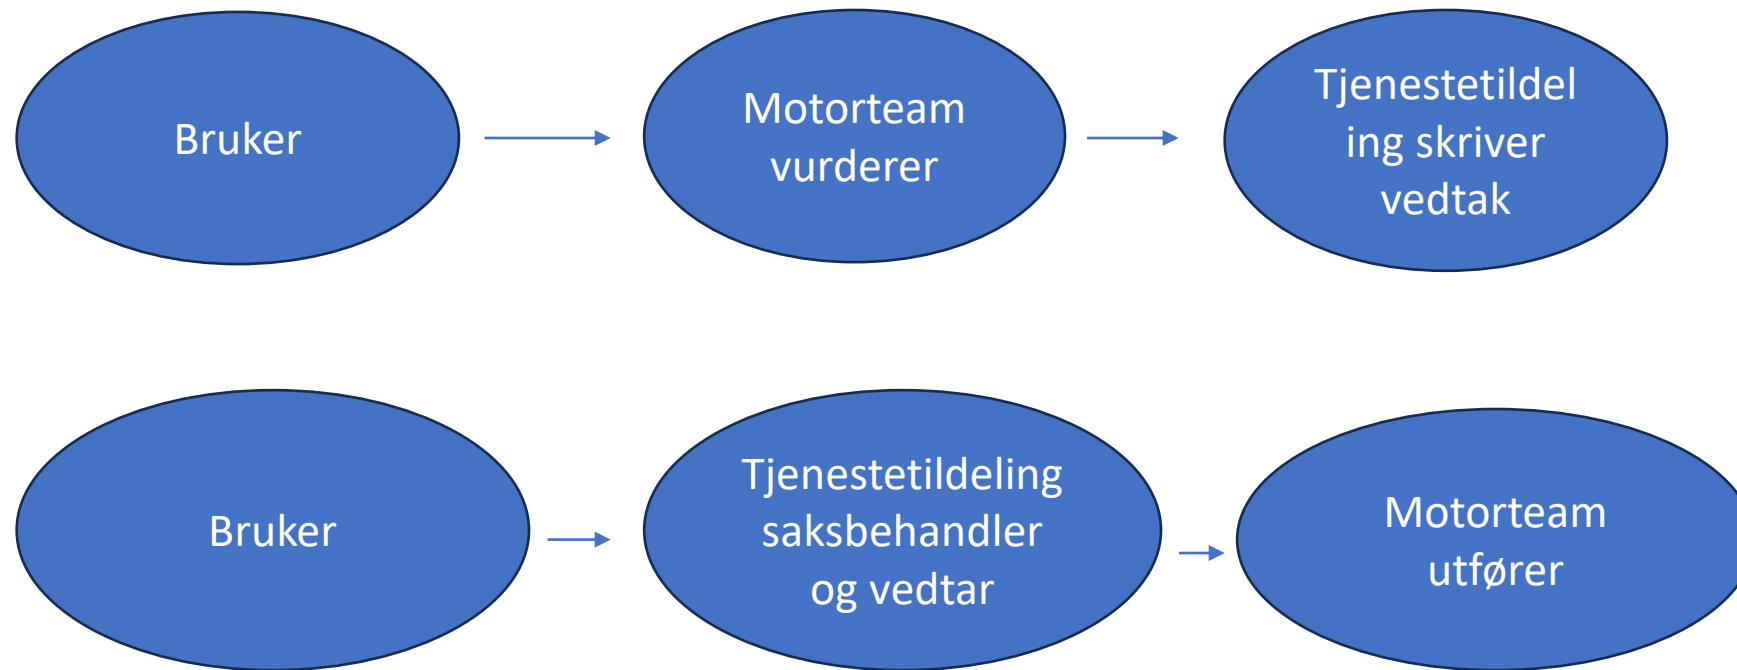 Bruker
Motorteam
vurderer
Tjenestetildel
ing skriver
vedtak
Bruker
Tjenestetildeling
saksbehandler
og vedtar
Motorteam
utfører